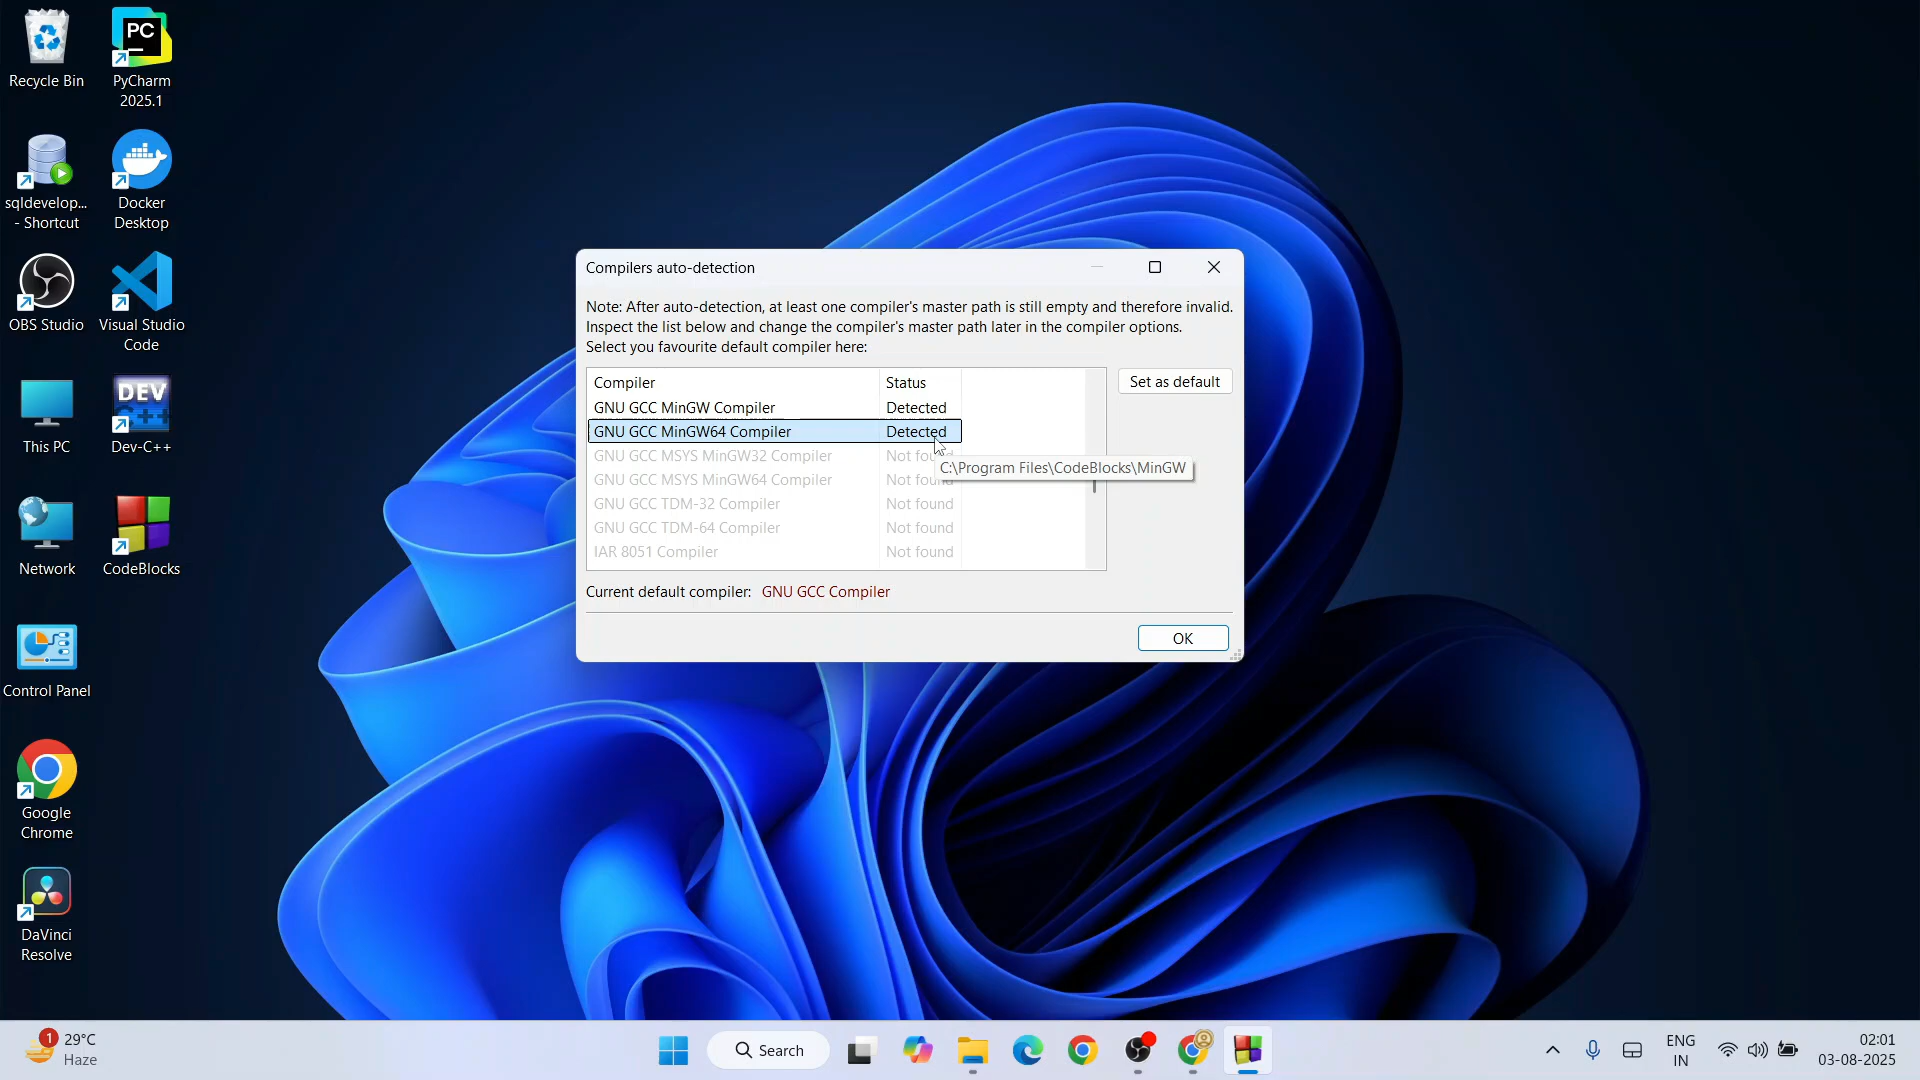 Recycle Bin
PC
PyCharm
2025.1
sqldevelop...
- Shortcut
Docker
Desktop
OBS Studio
Visual Studio
Code
This PC
DEV
C++
Dev-C++
Network
CodeBlocks
Control Panel
Google
Chrome
DaVinci
Resolve
Compilers auto-detection
Note: After auto-detection, at least one compiler's master path is still empty and therefore invalid.
Inspect the list below and change the compiler's master path later in the compiler options.
Select you favourite default compiler here:
Compiler Status
Set as default
GNU GCC MinGW Compiler Detected
GNU GCC MinGW64 Compiler Detected
GNU GCC MSYS MinGW32 Compiler Not
C:\Program Files\CodeBlocks\MinGW
GNU GCC MSYS MinGW64 Compiler Not
GNU GCC TDM-32 Compiler Not found
GNU GCC TDM-64 Compiler Not found
IAR 8051 Compiler Not found
Current default compiler: GNU GCC Compiler
OK
1
29°C
Haze
Search
ENG
IN
02:01
03-08-2025